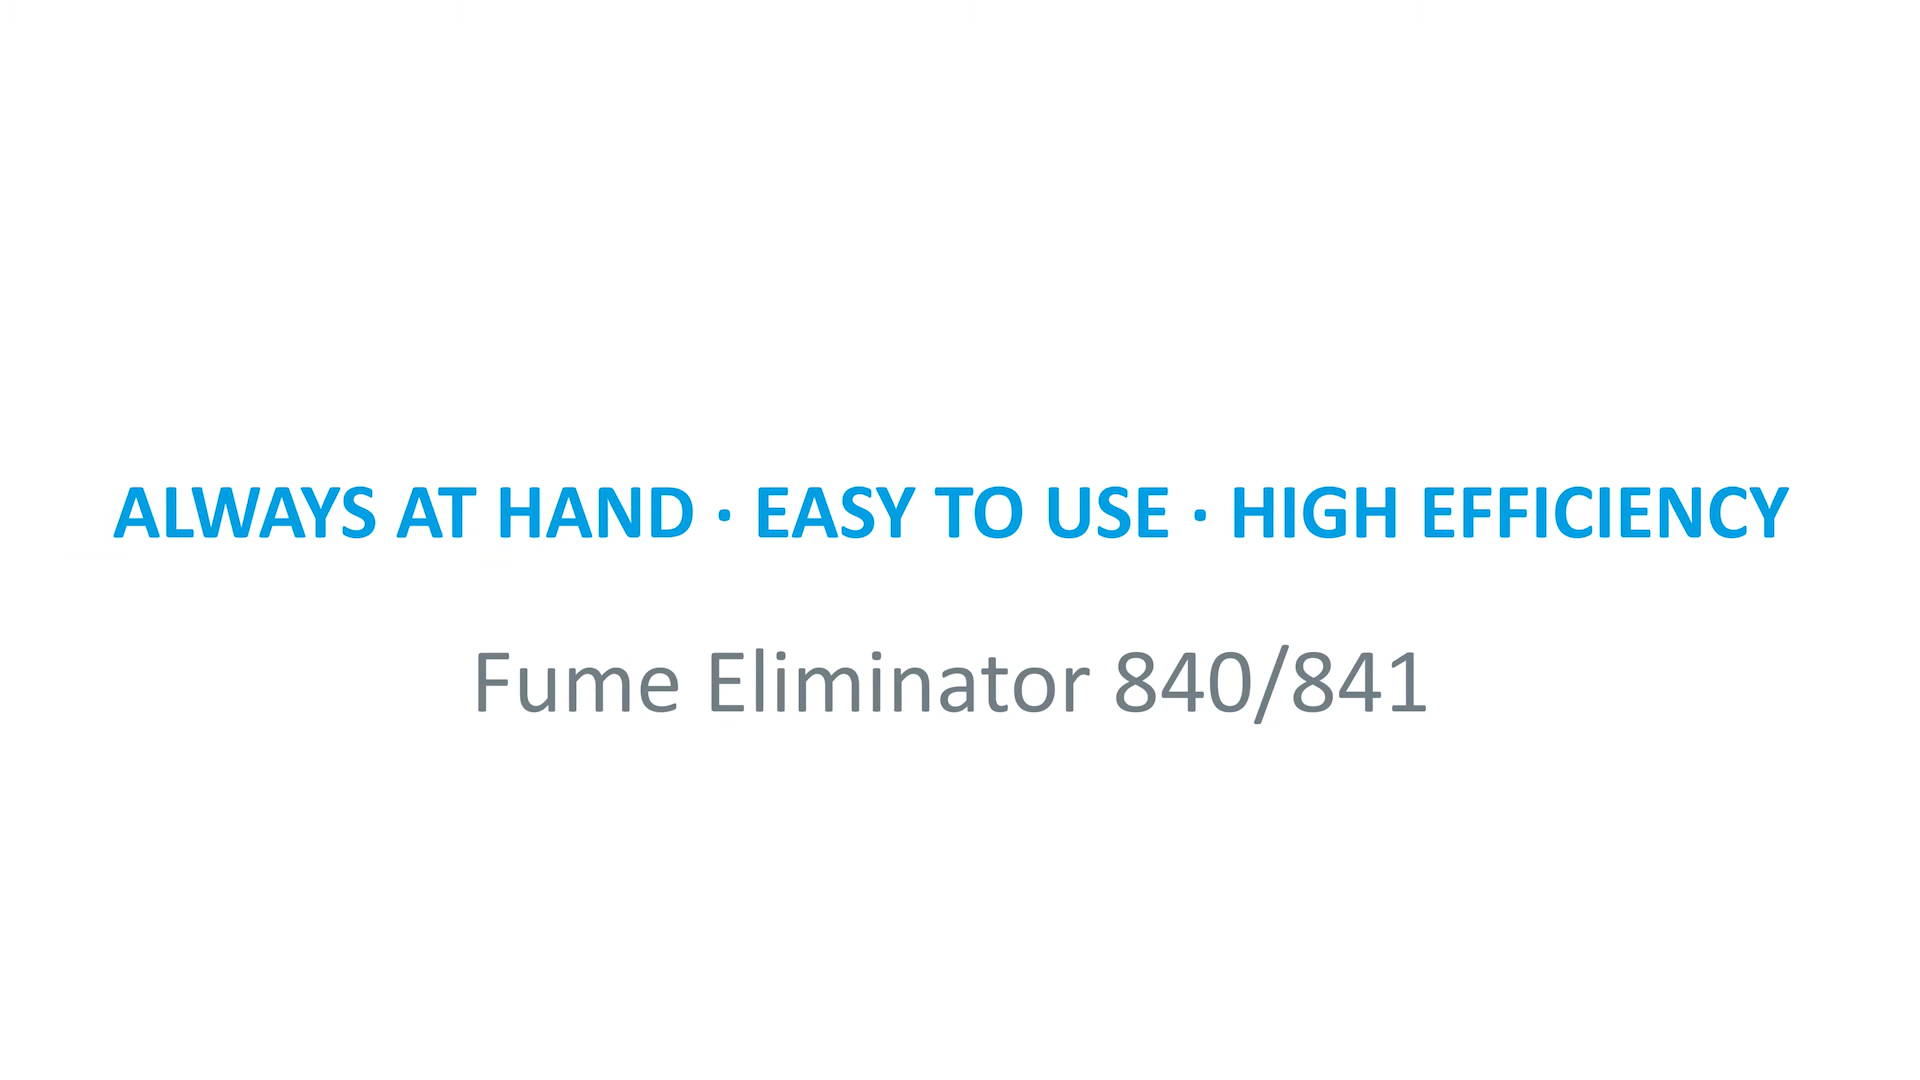 ALWAYS AT HAND · EASY TO USE · HIGH EFFICIENCY
Fume Eliminator 840/841